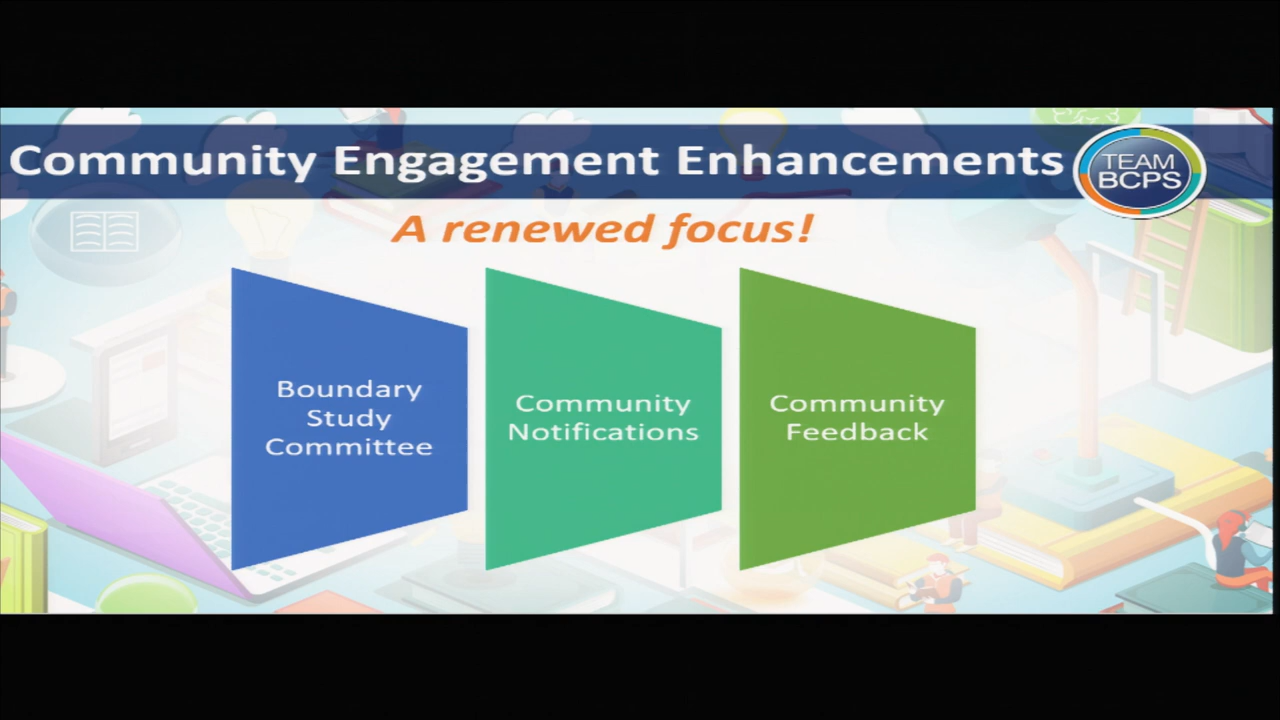 Community Engagement Enhancements
TEAM
BCPS
A renewed focus!
Boundary
Study
Committee
Community
Notifications
Community
Feedback